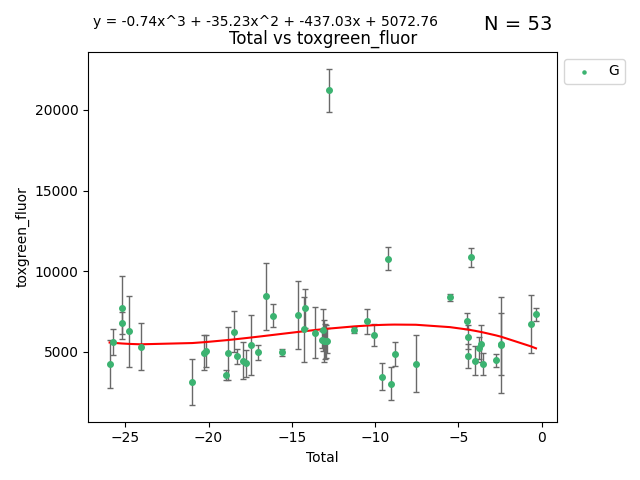 y = -0.74x^3 + -35.23x^2 + -437.03x + 5072.76
N = 53
Total vs toxgreen_fluor
G
20000
15000
10000
5000
toxgreen_fluor
−25
−20
−15
−10
−5
0
Total